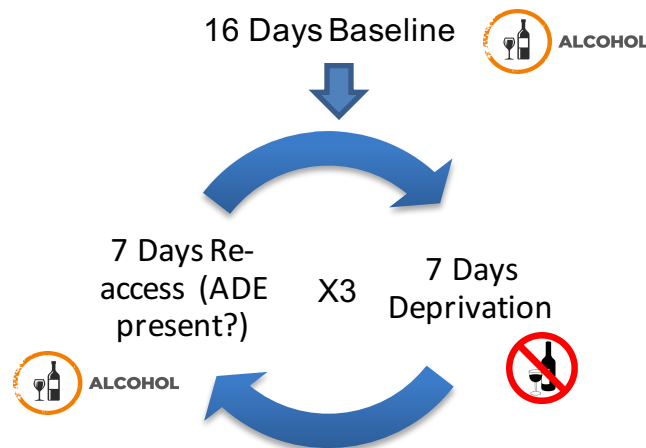 16 Days Baseline
ALCOHOL
7 Days Re-
access (ADE
present?)
X3
7 Days
Deprivation
ALCOHOL